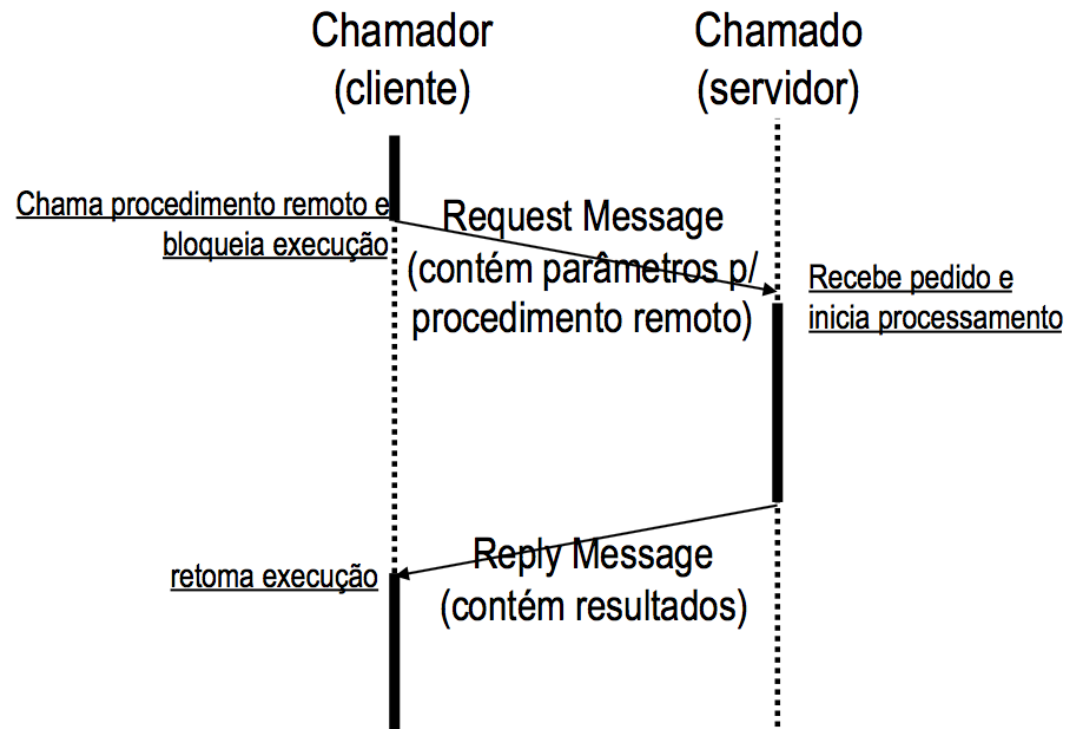 Chamador
(cliente)
Chamado
(servidor)
Chama procedimento remoto e
bloqueia execução
Request Message
(contém parâmetros p/
procedimento remoto)
Recebe pedido e
inicia processamento
Reply Message
(contém resultados)
retoma execução